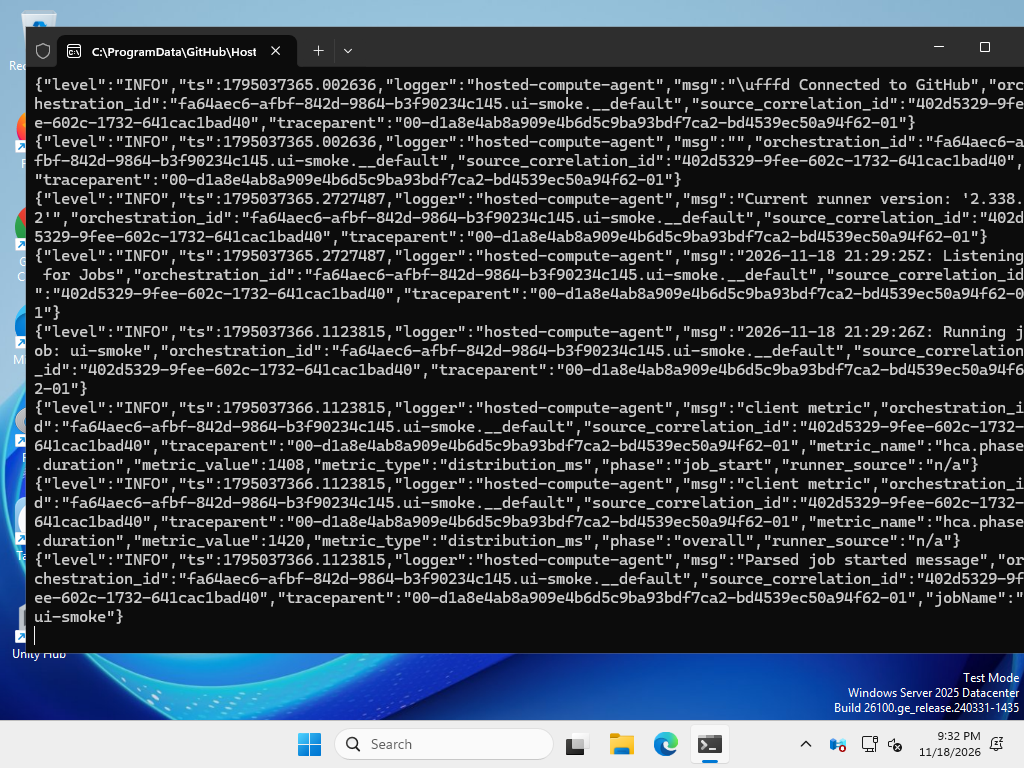 C:\ProgramData\GitHub\Host
{"level":"INFO","ts":1795037365.002636,"logger":"hosted-compute-agent","msg":"\ufffd Connected to GitHub","orc
hestration_id":"fa64aec6-afbf-842d-9864-b3f90234c145.ui-smoke.__default","source_correlation_id":"402d5329-9f
ee-602c-1732-641cac1bad40","traceparent":"00-d1a8e4ab8a909e4b6d5c9ba93bdf7ca2-bd4539ec50a94f62-01"}
{"level":"INFO","ts":1795037365.002636,"logger":"hosted-compute-agent","msg":"","orchestration_id":"fa64aec6-a
fbf-842d-9864-b3f90234c145.ui-smoke.__default","source_correlation_id":"402d5329-9fee-602c-1732-641cac1bad40",
"traceparent":"00-d1a8e4ab8a909e4b6d5c9ba93bdf7ca2-bd4539ec50a94f62-01"}
{"level":"INFO","ts":1795037365.2727487,"logger":"hosted-compute-agent","msg":"Current runner version: '2.338.
2'","orchestration_id":"fa64aec6-afbf-842d-9864-b3f90234c145.ui-smoke.__default","source_correlation_id":"402d
5329-9fee-602c-1732-641cac1bad40","traceparent":"00-d1a8e4ab8a909e4b6d5c9ba93bdf7ca2-bd4539ec50a94f62-01"}
{"level":"INFO","ts":1795037365.2727487,"logger":"hosted-compute-agent","msg":"2026-11-18 21:29:25Z: Listening
for Jobs","orchestration_id":"fa64aec6-afbf-842d-9864-b3f90234c145.ui-smoke.__default","source_correlation_id
":"402d5329-9fee-602c-1732-641cac1bad40","traceparent":"00-d1a8e4ab8a909e4b6d5c9ba93bdf7ca2-bd4539ec50a94f62-0
1"}
{"level":"INFO","ts":1795037366.1123815,"logger":"hosted-compute-agent","msg":"2026-11-18 21:29:26Z: Running j
ob: ui-smoke","orchestration_id":"fa64aec6-afbf-842d-9864-b3f90234c145.ui-smoke.__default","source_correlation
_id":"402d5329-9fee-602c-1732-641cac1bad40","traceparent":"00-d1a8e4ab8a909e4b6d5c9ba93bdf7ca2-bd4539ec50a94f6
2-01"}
{"level":"INFO","ts":1795037366.1123815,"logger":"hosted-compute-agent","msg":"client metric","orchestration_i
d":"fa64aec6-afbf-842d-9864-b3f90234c145.ui-smoke.__default","source_correlation_id":"402d5329-9fee-602c-1732-
641cac1bad40","traceparent":"00-d1a8e4ab8a909e4b6d5c9ba93bdf7ca2-bd4539ec50a94f62-01","metric_name":"hca.phase
.duration","metric_value":1408,"metric_type":"distribution_ms","phase":"job_start","runner_source":"n/a"}
{"level":"INFO","ts":1795037366.1123815,"logger":"hosted-compute-agent","msg":"client metric","orchestration_i
d":"fa64aec6-afbf-842d-9864-b3f90234c145.ui-smoke.__default","source_correlation_id":"402d5329-9fee-602c-1732-
641cac1bad40","traceparent":"00-d1a8e4ab8a909e4b6d5c9ba93bdf7ca2-bd4539ec50a94f62-01","metric_name":"hca.phase
.duration","metric_value":1420,"metric_type":"distribution_ms","phase":"overall","runner_source":"n/a"}
{"level":"INFO","ts":1795037366.1123815,"logger":"hosted-compute-agent","msg":"Parsed job started message","or
chestration_id":"fa64aec6-afbf-842d-9864-b3f90234c145.ui-smoke.__default","source_correlation_id":"402d5329-9f
ee-602c-1732-641cac1bad40","traceparent":"00-d1a8e4ab8a909e4b6d5c9ba93bdf7ca2-bd4539ec50a94f62-01","jobName":"
ui-smoke"}
Unity Hub
Test Mode
Windows Server 2025 Datacenter
Build 26100.ge_release.240331-1435
Search
9:32 PM
11/18/2026